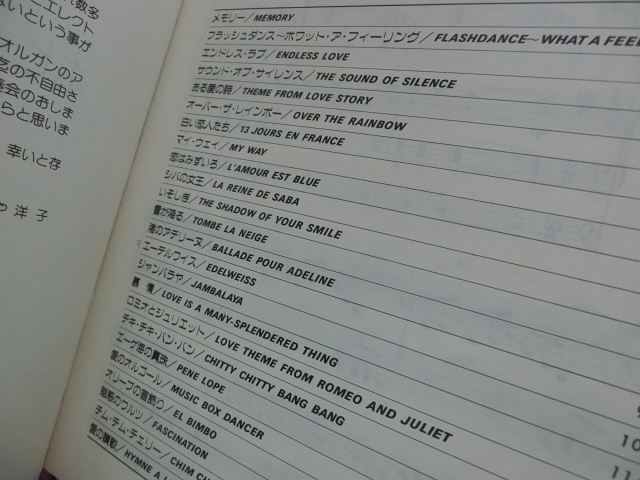 れ数多
エレクト
ないという事が
オルガンのア
迄の不自由さ
奏会のおしま
らと思いま
幸いと存
や 洋 子
メモリー/MEMORY
フラッシュダンス～ホワット・ア・フィーリング/FLASHDANCE～WHAT A FEEL
エンドレス・ラブ/ENDLESS LOVE
サウンド・オブ・サイレンス/THE SOUND OF SILENCE
ある愛の詩/THEME FROM LOVE STORY
オーバー・ザ・レインボー/OVER THE RAINBOW
白い恋人たち/13 JOURS EN FRANCE
マイ・ウェイ/MY WAY
恋はみずいろ/L'AMOUR EST BLUE
シバの女王/LA REINE DE SABA
いそしぎ/THE SHADOW OF YOUR SMILE
雪が降る/TOMBE LA NEIGE
渚のアデリーヌ/BALLADE POUR ADELINE
エーデルワイス/EDELWEISS
ジャンバラヤ/JAMBALAYA
慕 情/LOVE IS A MANY-SPLENDERED THING
ロミオとジュリエット/LOVE THEME FROM ROMEO AND JULIET
チキ・チキ・バン・バン/CHITTY CHITTY BANG BANG
エーゲ海の真珠/PENE LOPE
愛のオルゴール/MUSIC BOX DANCER 10
オリーブの首飾り/EL BIMBO
魅惑のワルツ/FASCINATION 11
チム・チム・チェリー/CHIM CH
愛の讃歌/HYMNE A L